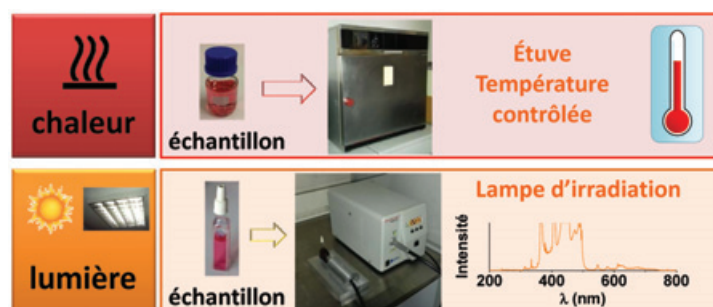 chaleur
échantillon
Étuve
Température
contrôlée
lumière
échantillon
Lampe d'irradiation
Intensité
200 400 600 800
λ (nm)